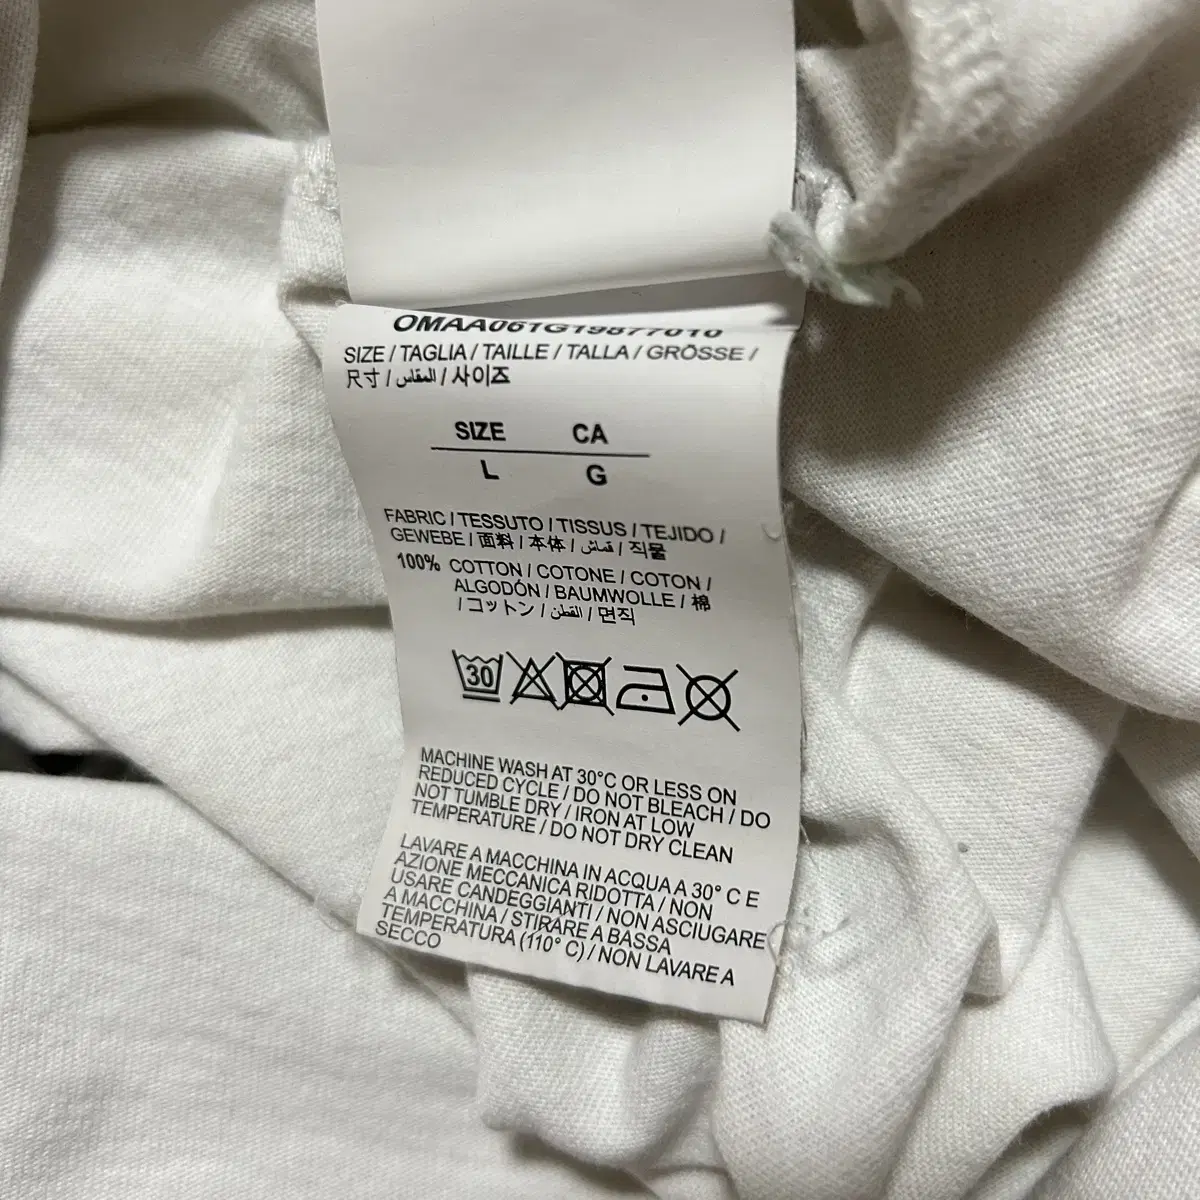 OMAA061G19877010
SIZE / TAGLIA / TAILLE / TALLA / GRÖSSE /
尺寸 / المقاس / 사이즈
SIZE CA
L G
FABRIC / TESSUTO / TISSUS / TEJIDO /
GEWEBE / 面料 / 本体 / قماش / 직물
100% COTTON / COTONE / COTON /
ALGODÓN / BAUMWOLLE / 棉
/ コットン / القطن / 면직
30
MACHINE WASH AT 30°C OR LESS ON
REDUCED CYCLE / DO NOT BLEACH / DO
NOT TUMBLE DRY / IRON AT LOW
TEMPERATURE / DO NOT DRY CLEAN
LAVARE A MACCHINA IN ACQUA A 30° C E
AZIONE MECCANICA RIDOTTA / NON
USARE CANDEGGIANTI / NON ASCIUGARE
A MACCHINA / STIRARE A BASSA
TEMPERATURA (110° C) / NON LAVARE A
SECCO